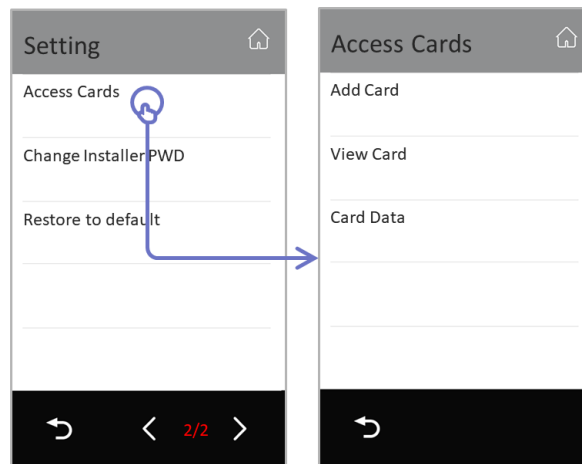 Setting
Access Cards
Change Installer PWD
Restore to default
2/2
Access Cards
Add Card
View Card
Card Data